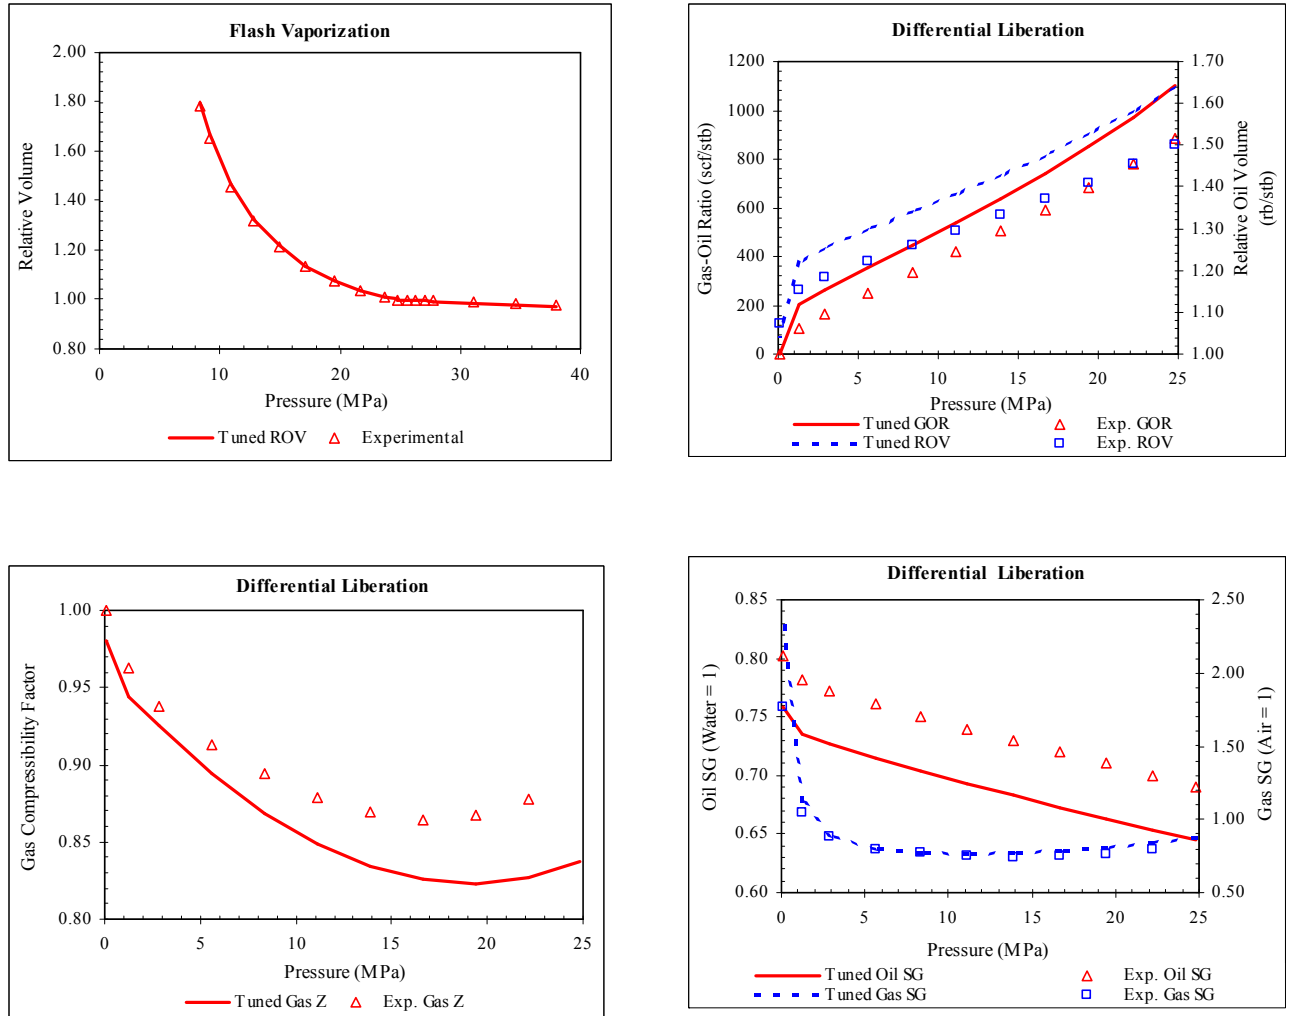 Flash Vaporization
2.00
1.80
1.60
1.40
1.20
1.00
0.80
Relative Volume
0 10 20 30 40
Pressure (MPa)
Tuned ROV Experimental
Differential Liberation
1200
1000
800
600
400
200
0
Gas-Oil Ratio (scf/stb)
1.70
1.60
1.50
1.40
1.30
1.20
1.10
1.00
Relative Oil Volume
(rb/stb)
0 5 10 15 20 25
Pressure (MPa)
Tuned GOR Exp. GOR
Tuned ROV Exp. ROV
Differential Liberation
1.00
0.95
0.90
0.85
0.80
Gas Compressibility Factor
0 5 10 15 20 25
Pressure (MPa)
Tuned Gas Z Exp. Gas Z
Differential Liberation
0.85
0.80
0.75
0.70
0.65
0.60
Oil SG (Water = 1)
2.50
2.00
1.50
1.00
0.50
Gas SG (Air = 1)
0 5 10 15 20 25
Pressure (MPa)
Tuned Oil SG Exp. Oil SG
Tuned Gas SG Exp. Gas SG